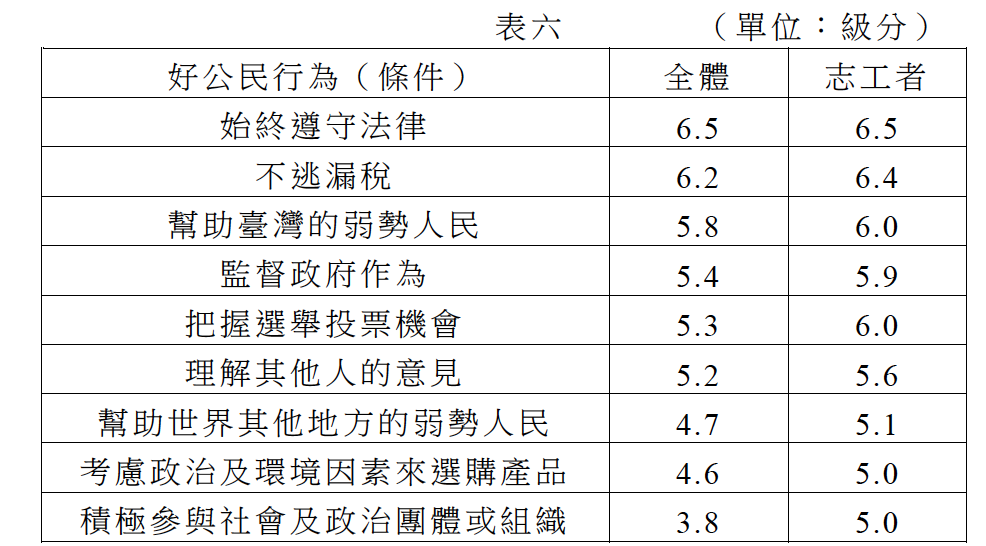 表六 （單位：級分）
好公民行為（條件） 全體 志工者
始終遵守法律 6.5 6.5
不逃漏稅 6.2 6.4
幫助臺灣的弱勢人民 5.8 6.0
監督政府作為 5.4 5.9
把握選舉投票機會 5.3 6.0
理解其他人的意見 5.2 5.6
幫助世界其他地方的弱勢人民 4.7 5.1
考慮政治及環境因素來選購產品 4.6 5.0
積極參與社會及政治團體或組織 3.8 5.0